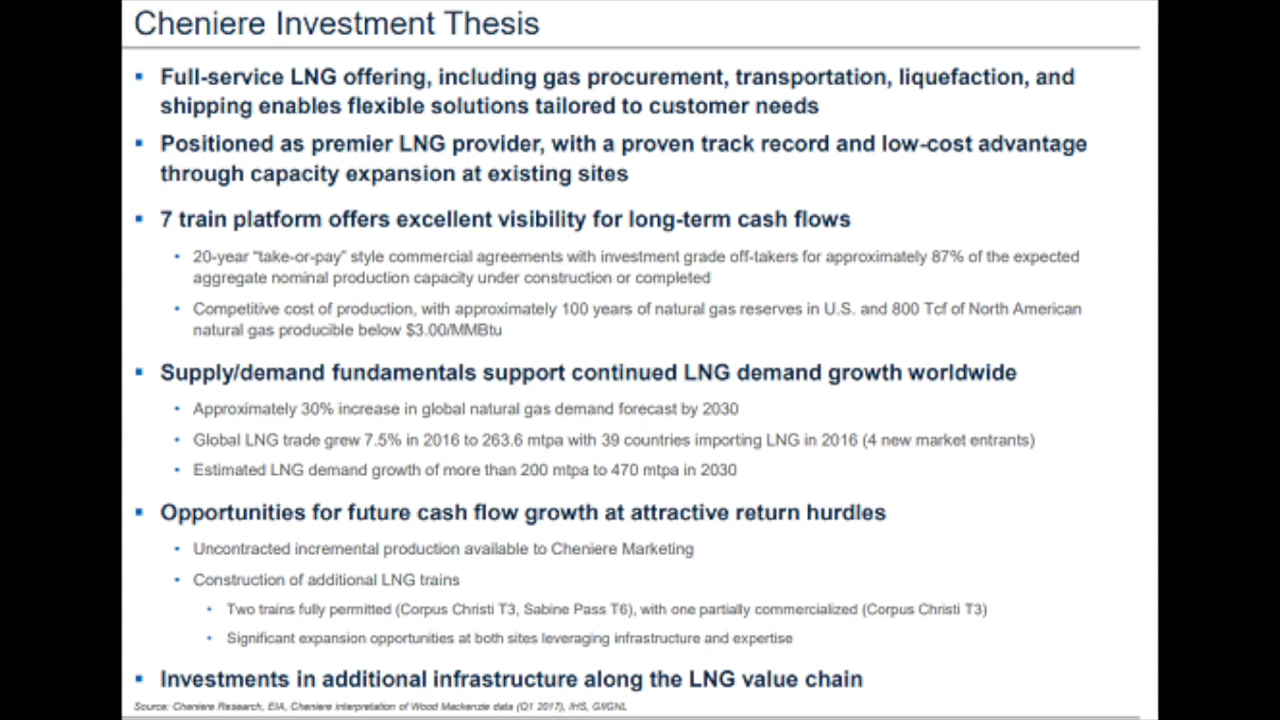 Cheniere Investment Thesis
▪ Full-service LNG offering, including gas procurement, transportation, liquefaction, and
shipping enables flexible solutions tailored to customer needs
▪ Positioned as premier LNG provider, with a proven track record and low-cost advantage
through capacity expansion at existing sites
▪ 7 train platform offers excellent visibility for long-term cash flows
• 20-year “take-or-pay” style commercial agreements with investment grade off-takers for approximately 87% of the expected
aggregate nominal production capacity under construction or completed
• Competitive cost of production, with approximately 100 years of natural gas reserves in U.S. and 800 Tcf of North American
natural gas producible below $3.00/MMBtu
▪ Supply/demand fundamentals support continued LNG demand growth worldwide
• Approximately 30% increase in global natural gas demand forecast by 2030
• Global LNG trade grew 7.5% in 2016 to 263.6 mtpa with 39 countries importing LNG in 2016 (4 new market entrants)
• Estimated LNG demand growth of more than 200 mtpa to 470 mtpa in 2030
▪ Opportunities for future cash flow growth at attractive return hurdles
• Uncontracted incremental production available to Cheniere Marketing
• Construction of additional LNG trains
• Two trains fully permitted (Corpus Christi T3, Sabine Pass T6), with one partially commercialized (Corpus Christi T3)
• Significant expansion opportunities at both sites leveraging infrastructure and expertise
▪ Investments in additional infrastructure along the LNG value chain
Source: Cheniere Research, EIA, Cheniere interpretation of Wood Mackenzie data (Q1 2017), IHS, GIIGNL